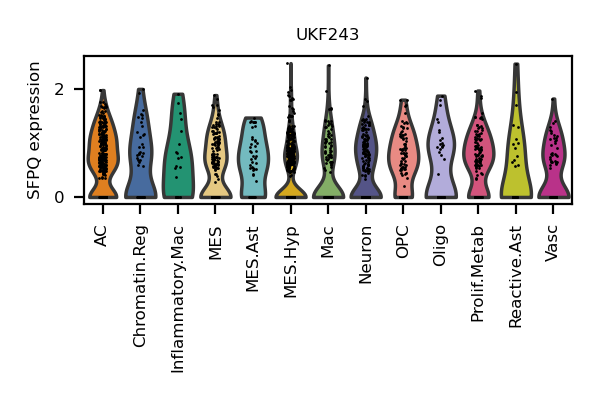 UKF243
SFPQ expression
2
0
AC
Chromatin.Reg
Inflammatory.Mac
MES
MES.Ast
MES.Hyp
Mac
Neuron
OPC
Oligo
Prolif.Metab
Reactive.Ast
Vasc